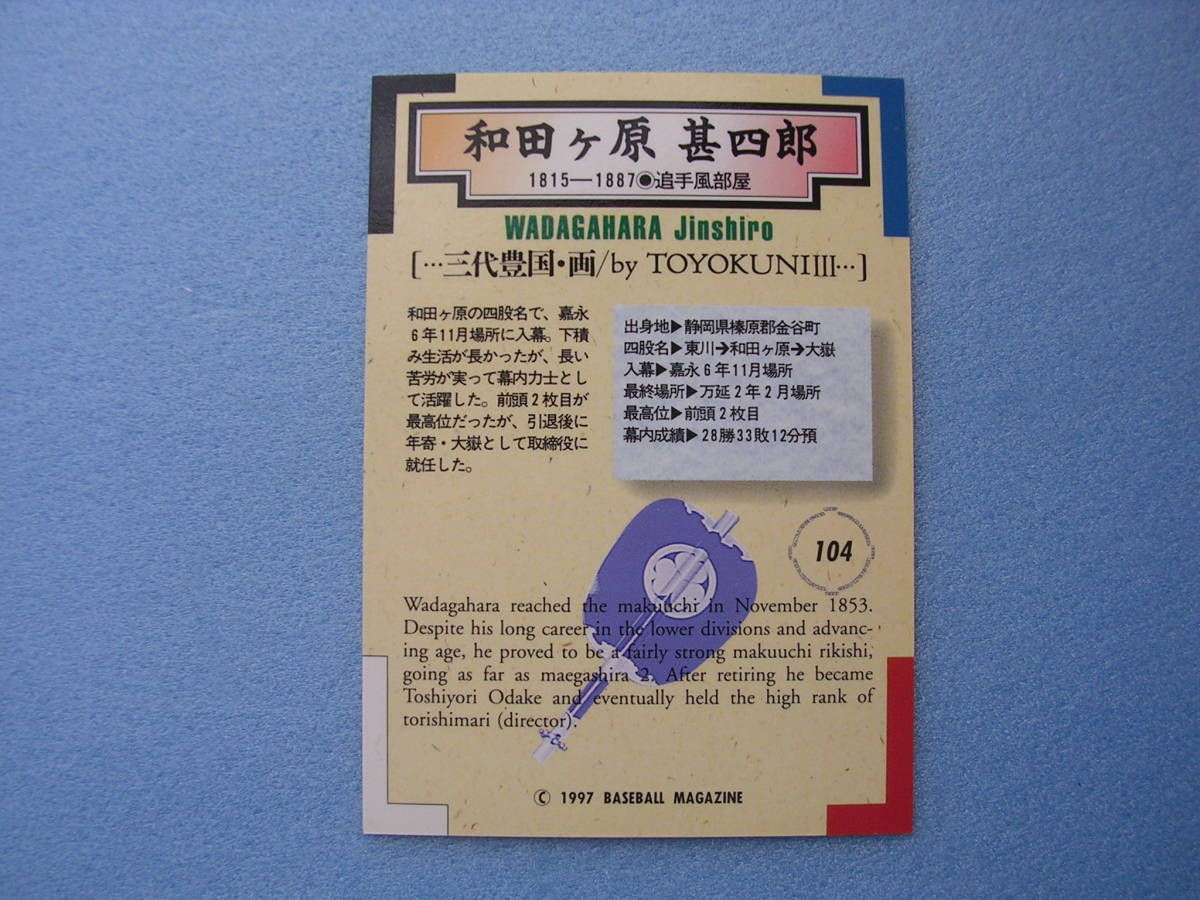 和田ヶ原 甚四郎
1815—1887◉追手風部屋
WADAGAHARA Jinshiro
[…三代豊国・画/by TOYOKUNIIII…]
和田ヶ原の四股名で、嘉永
6年11月場所に入幕。下積
み生活が長かったが、長い
苦労が実って幕内力士とし
て活躍した。前頭2枚目が
最高位だったが、引退後に
年寄・大嶽として取締役に
就任した。
出身地▶静岡県榛原郡金谷町
四股名▶東川→和田ヶ原→大嶽
入幕▶嘉永6年11月場所
最終場所▶万延2年2月場所
最高位▶前頭2枚目
幕内成績▶28勝33敗12分預
104
Wadagahara reached the makuuchi in November 1853.
Despite his long career in the lower divisions and advanc-
ing age, he proved to be a fairly strong makuuchi rikishi,
going as far as maegashira 2. After retiring he became
Toshiyori Odake and eventually held the high rank of
torishimari (director).
© 1997 BASEBALL MAGAZINE